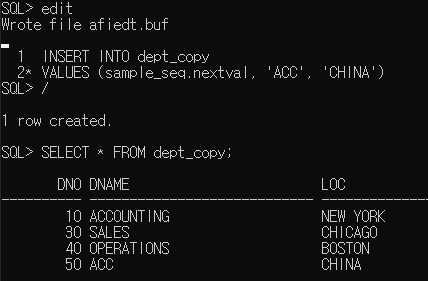 SQL> edit
Wrote file afiedt.buf
1 INSERT INTO dept_copy
2* VALUES (sample_seq.nextval, 'ACC', 'CHINA')
SQL> /
1 row created.
SQL> SELECT * FROM dept_copy;
DNO DNAME LOC
---------- ---------------------------- --------------------------
10 ACCOUNTING NEW YORK
30 SALES CHICAGO
40 OPERATIONS BOSTON
50 ACC CHINA